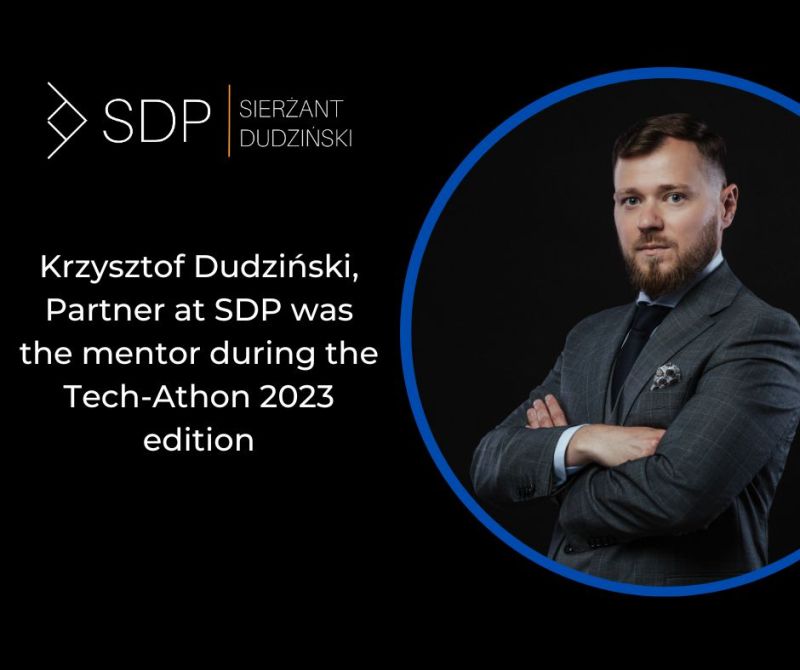 SDP
SIERŻANT
DUDZIŃSKI
Krzysztof Dudziński,
Partner at SDP was
the mentor during the
Tech-Athon 2023
edition